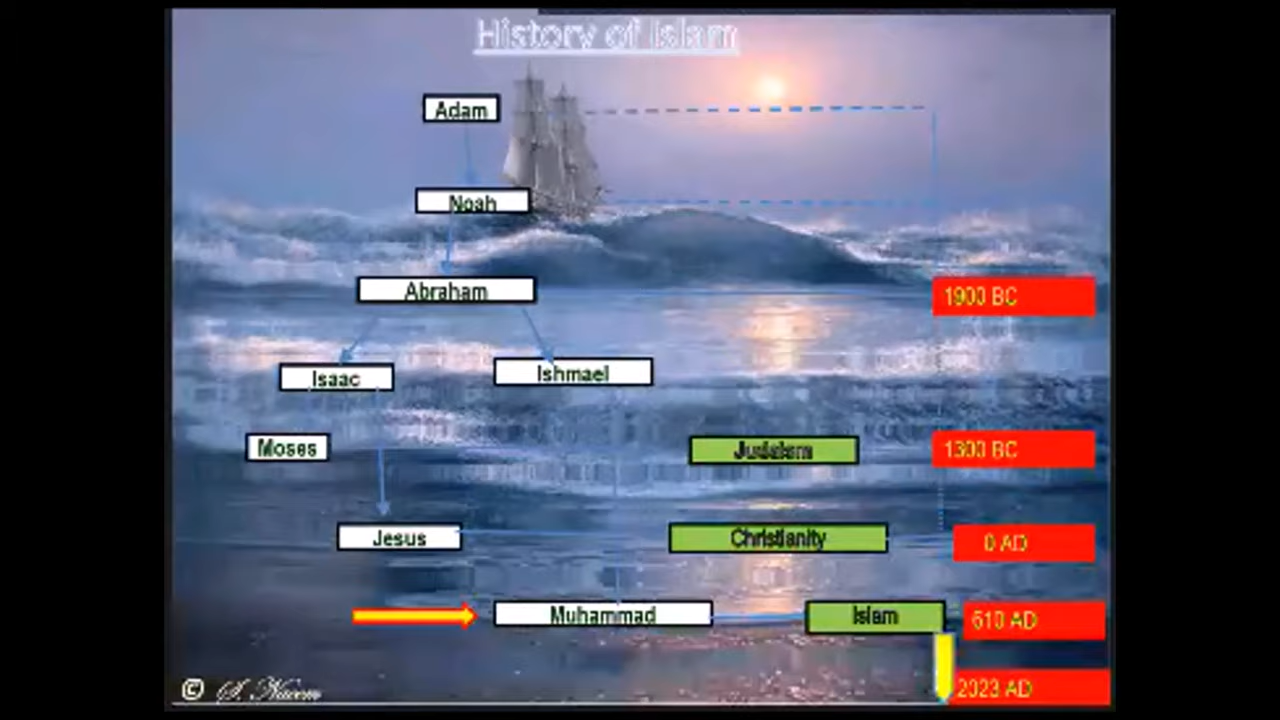 History of Islam
Adam
Noah
Abraham
1900 BC
Isaac
Ishmael
Moses
Judaism
1300 BC
Jesus
Christianity
0 AD
Muhammad
Islam
610 AD
© S. Naeem
2023 AD